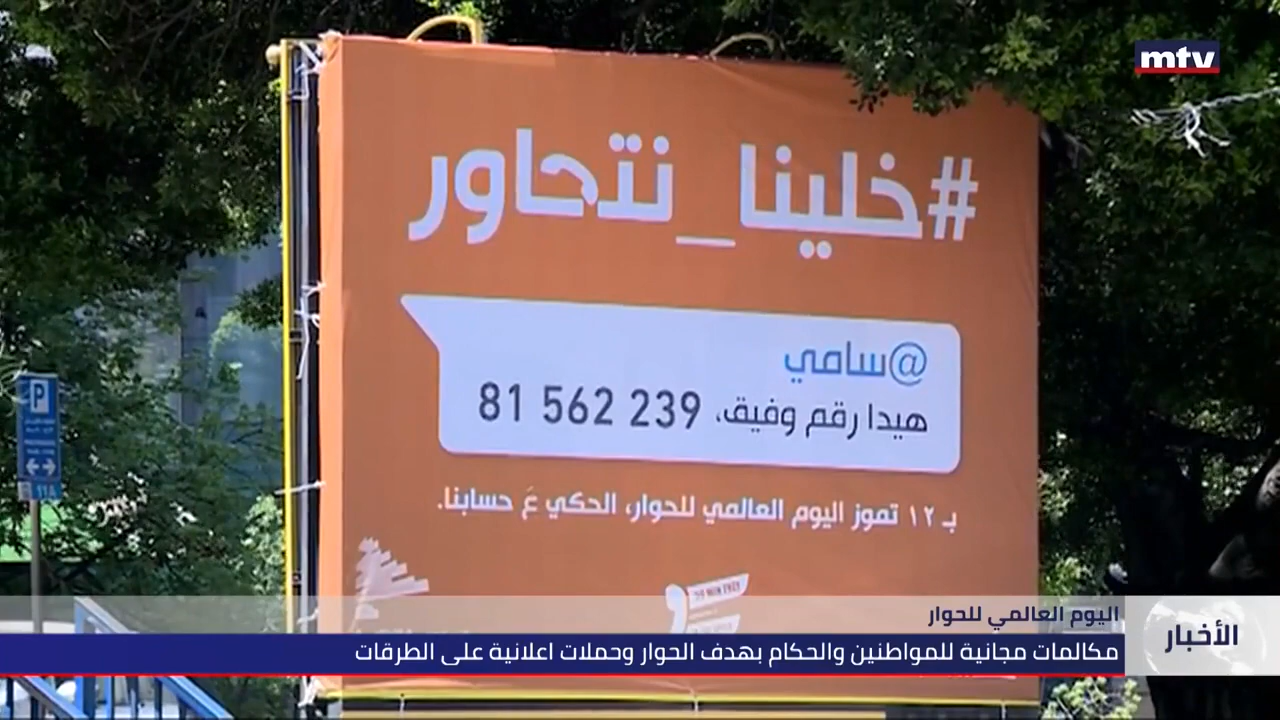 mtv
#خلينا_نتحاور
@سامي
هيدا رقم وفيق، 239 562 81
بـ ١٢ تموز اليوم العالمي للحوار، الحكي عَ حسابنا.
اليوم العالمي للحوار
مكالمات مجانية للمواطنين والحكام بهدف الحوار وحملات اعلانية على الطرقات
الأخبار
P
11A